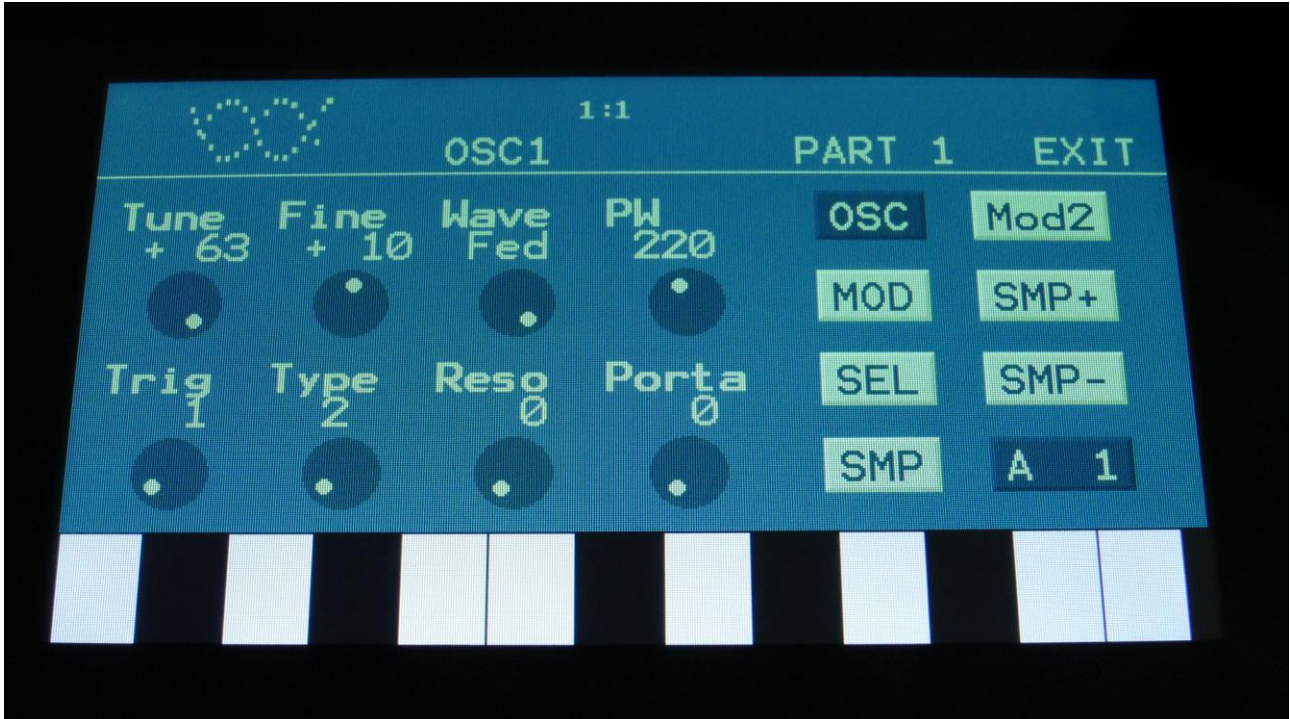 1:1
OSC1 PART 1 EXIT
Tune Fine Wave PW
+ 63 + 10 Fed 220
OSC Mod2
MOD SMP+
Trig Type Reso Porta
1 2 0 0
SEL SMP-
SMP A 1